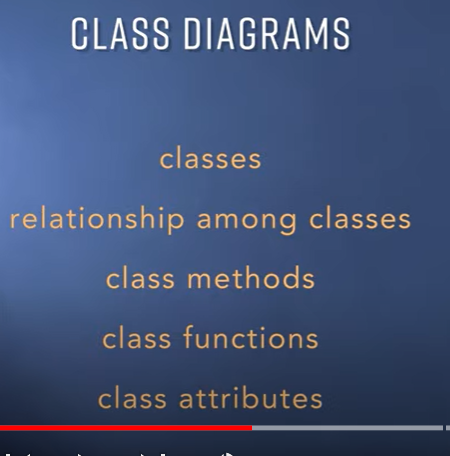 CLASS DIAGRAMS
classes
relationship among classes
class methods
class functions
class attributes